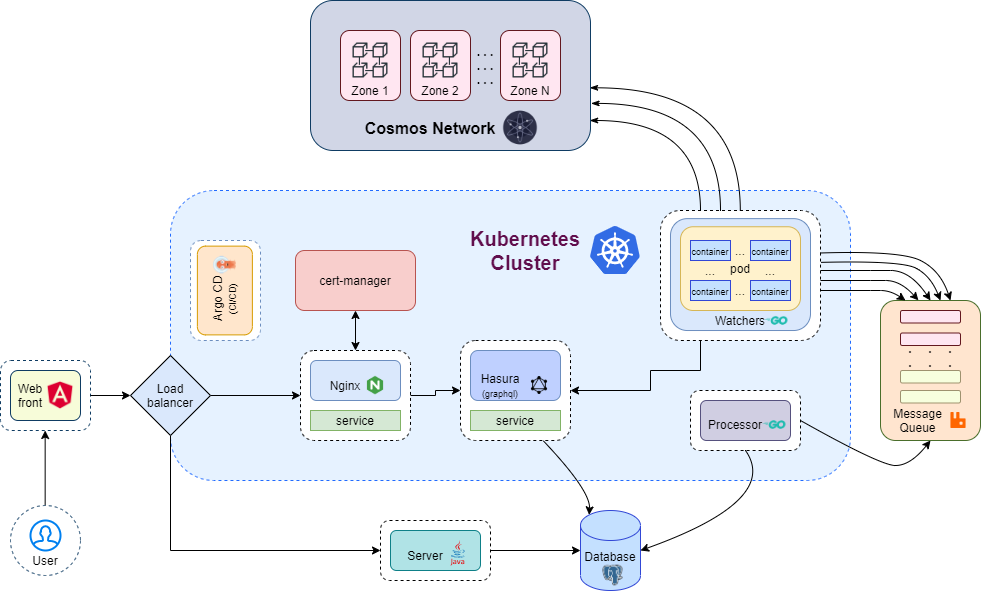 Zone 1
Zone 2
...
...
...
Zone N
Cosmos Network
Kubernetes
Cluster
Argo CD
(CI/CD)
cert-manager
container
...
container
...
pod
...
container
...
container
Watchers
GO
Web
front
Load
balancer
Nginx
service
Hasura
(graphql)
service
Processor
GO
. . .
. . .
Message
Queue
User
Server
java
Database